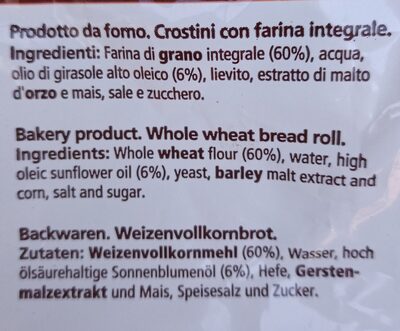 Prodotto da forno. Crostini con farina integrale.
Ingredienti: Farina di grano integrale (60%), acqua,
olio di girasole alto oleico (6%), lievito, estratto di malto
d'orzo e mais, sale e zucchero.
Bakery product. Whole wheat bread roll.
Ingredients: Whole wheat flour (60%), water, high
oleic sunflower oil (6%), yeast, barley malt extract and
corn, salt and sugar.
Backwaren. Weizenvollkornbrot.
Zutaten: Weizenvollkornmehl (60%), Wasser, hoch
ölsäurehaltige Sonnenblumenöl (6%), Hefe, Gersten-
malzextrakt und Mais, Speisesalz und Zucker.